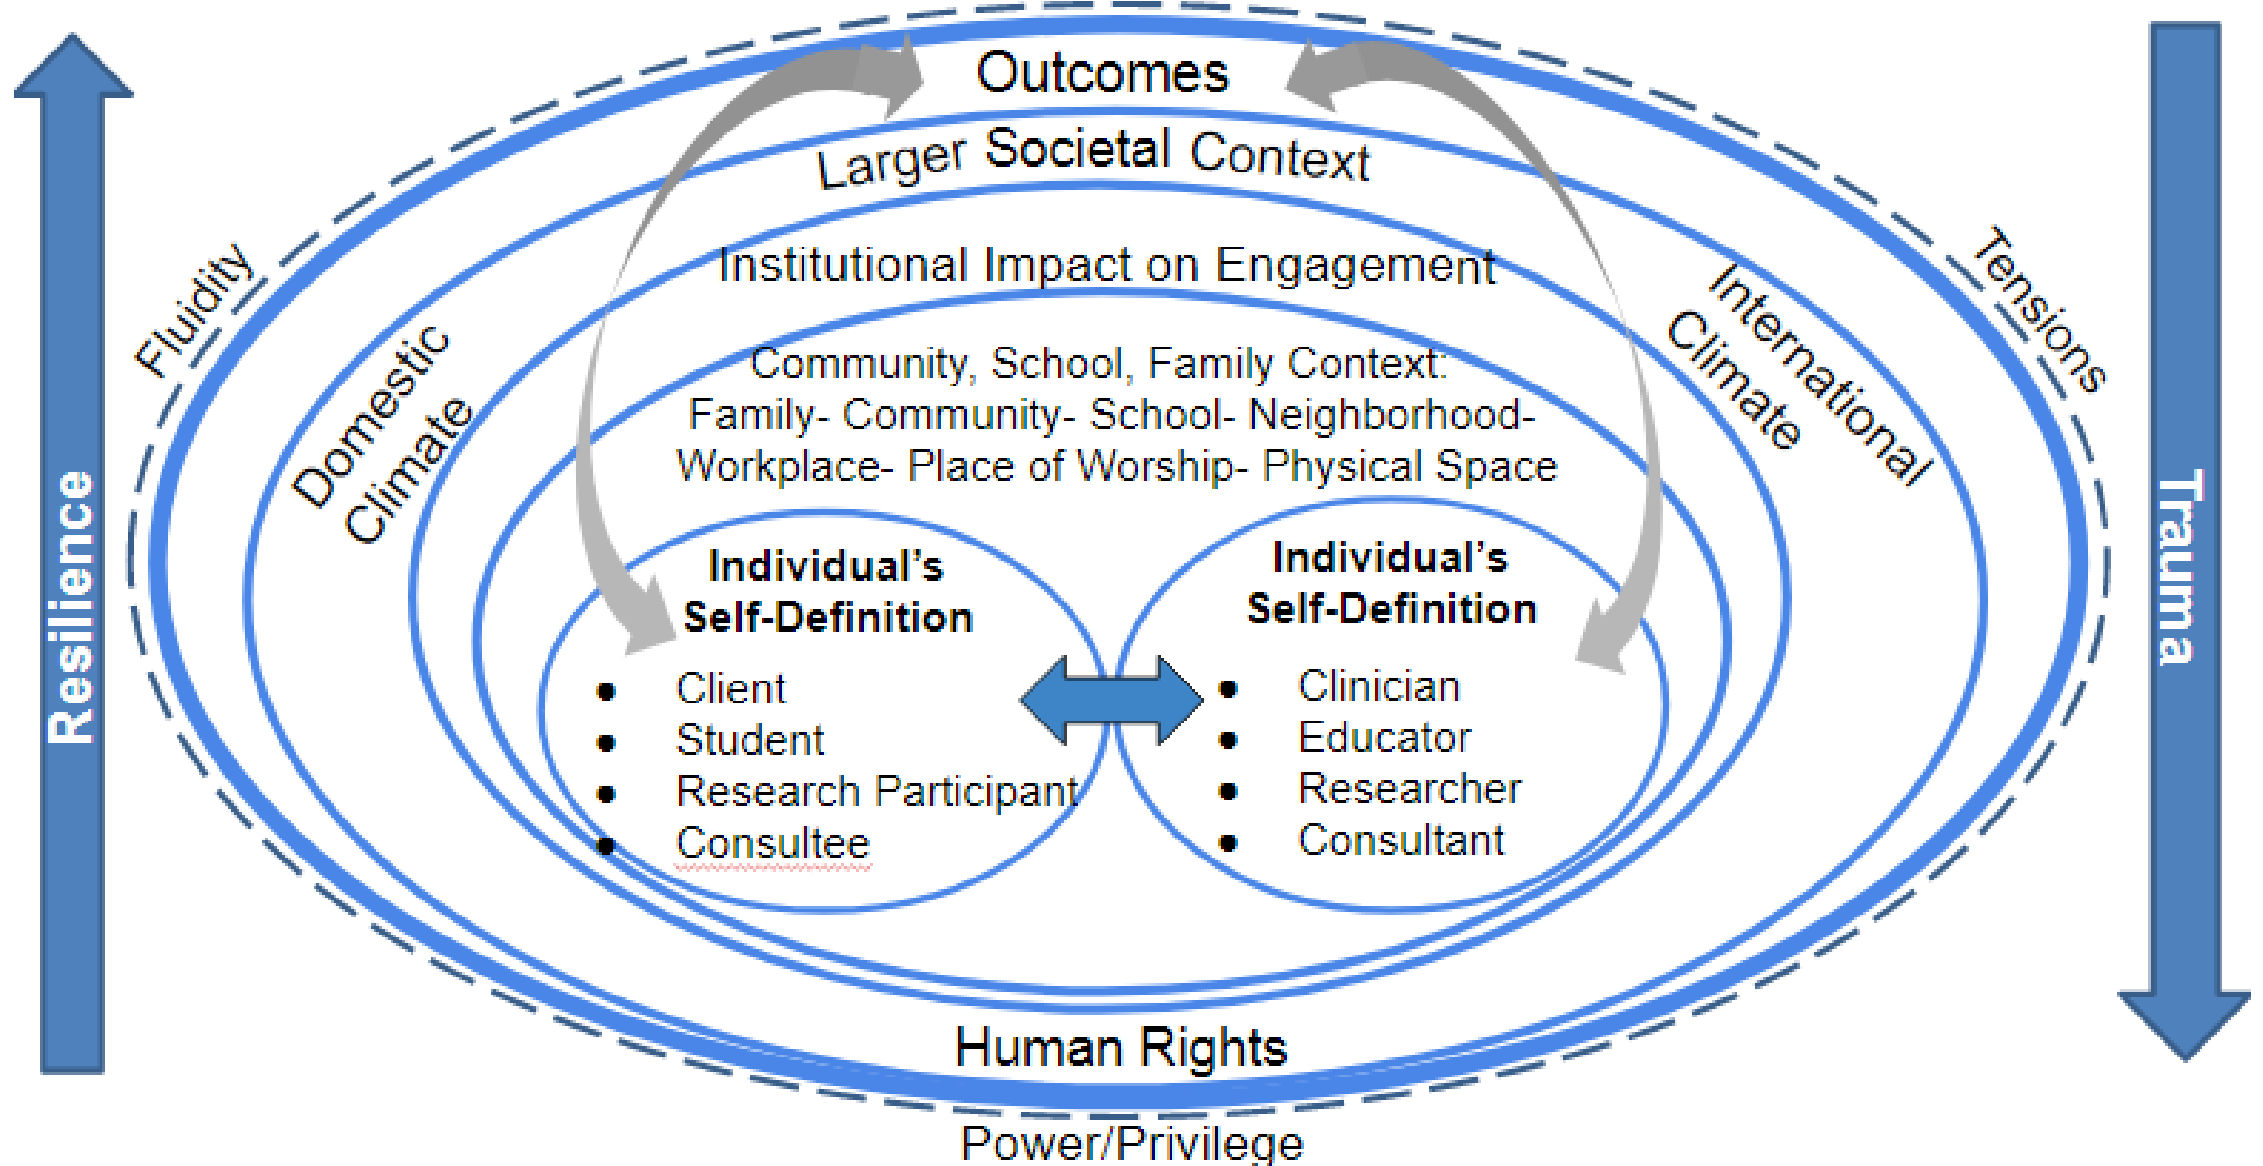 Outcomes
Larger Societal Context
Institutional Impact on Engagement
Fluidity
Tensions
Domestic
Climate
International
Climate
Community, School, Family Context:
Family- Community- School- Neighborhood-
Workplace- Place of Worship- Physical Space
Resilience
Trauma
Individual’s
Self-Definition
Client
Student
Research Participant
Consultee
Individual’s
Self-Definition
Clinician
Educator
Researcher
Consultant
Human Rights
Power/Privilege